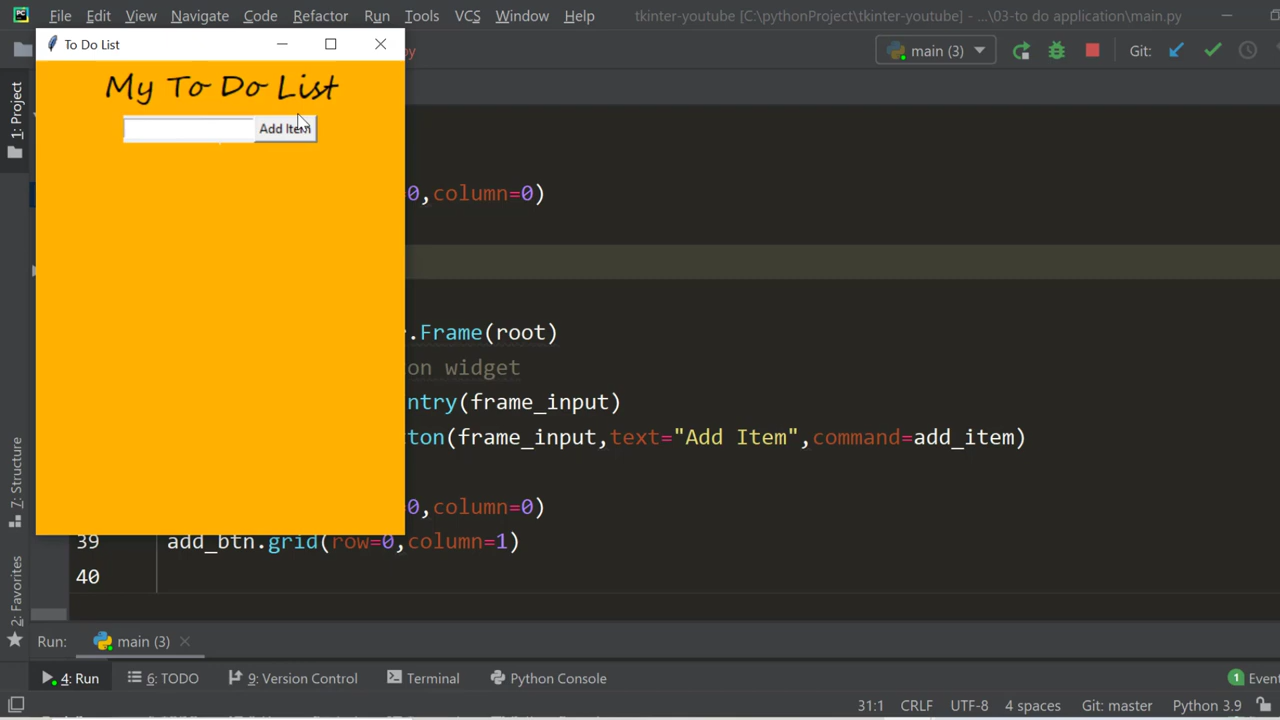 File Edit View Navigate Code Refactor Run Tools VCS Window Help tkinter-youtube [C:\pythonProject\tkinter-youtube] - ...\03-to do application\main.py
To Do List
main (3) Git:
My To Do List
Add Item
1: Project
=0,column=0)
.Frame(root)
on widget
ntry(frame_input)
ton(frame_input,text="Add Item",command=add_item)
=0,column=0)
39 add_btn.grid(row=0,column=1)
40
7: Structure
2: Favorites
Run: main (3)
4: Run 6: TODO 9: Version Control Terminal Python Console 1 Event
31:1 CRLF UTF-8 4 spaces Git: master Python 3.9